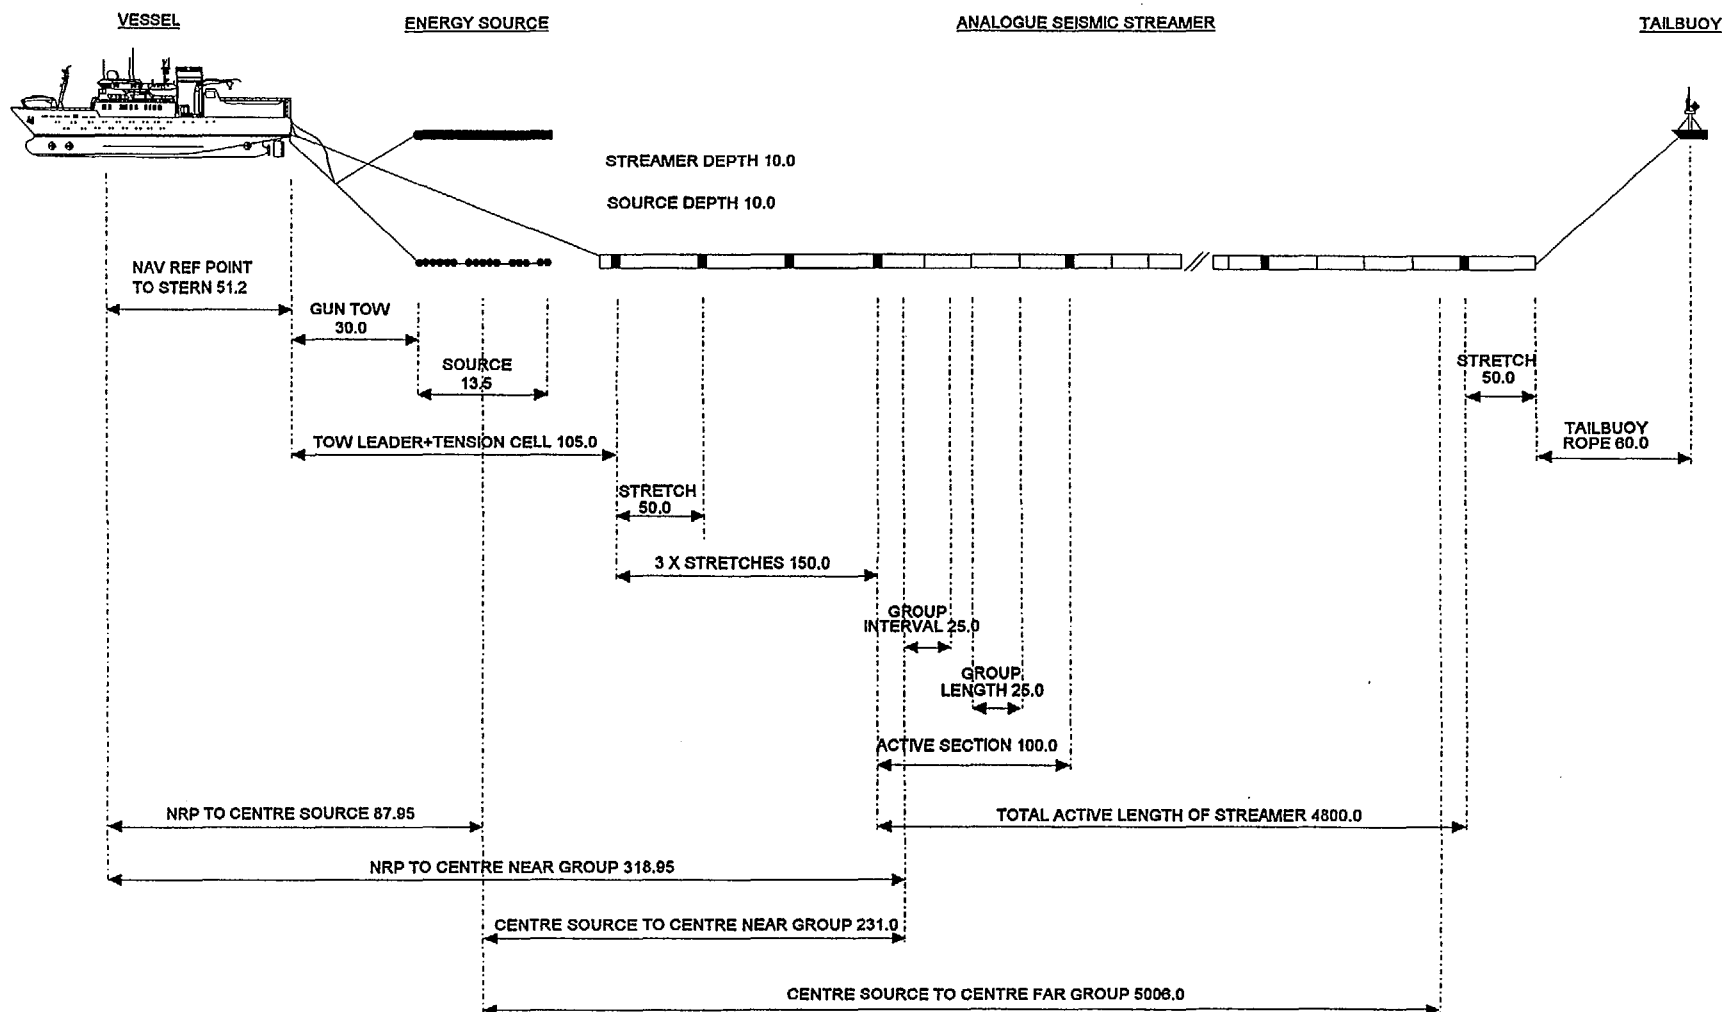 VESSEL
ENERGY SOURCE
ANALOGUE SEISMIC STREAMER
TAILBUOY
STREAMER DEPTH 10.0
SOURCE DEPTH 10.0
NAV REF POINT
TO STERN 51.2
GUN TOW
30.0
SOURCE
13.5
STRETCH
50.0
TOW LEADER+TENSION CELL 105.0
TAILBUOY
ROPE 60.0
STRETCH
50.0
3 X STRETCHES 150.0
GROUP
INTERVAL 25.0
GROUP
LENGTH 25.0
ACTIVE SECTION 100.0
NRP TO CENTRE SOURCE 87.95
TOTAL ACTIVE LENGTH OF STREAMER 4800.0
NRP TO CENTRE NEAR GROUP 318.95
CENTRE SOURCE TO CENTRE NEAR GROUP 231.0
CENTRE SOURCE TO CENTRE FAR GROUP 5006.0